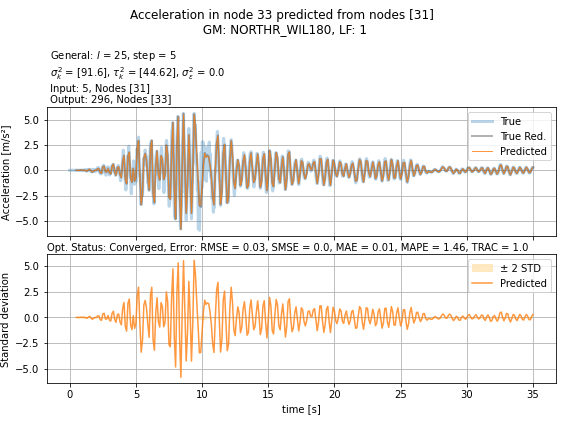 Acceleration in node 33 predicted from nodes [31]
GM: NORTHR_WIL180, LF: 1
General: l = 25, step = 5
σ²ₖ = [91.6], τ²ₖ = [44.62], σ²ε = 0.0
Input: 5, Nodes [31]
Output: 296, Nodes [33]
Acceleration [m/s²]
5.0
2.5
0.0
−2.5
−5.0
True
True Red.
Predicted
Opt. Status: Converged, Error: RMSE = 0.03, SMSE = 0.0, MAE = 0.01, MAPE = 1.46, TRAC = 1.0
Standard deviation
5.0
2.5
0.0
−2.5
−5.0
± 2 STD
Predicted
0 5 10 15 20 25 30 35
time [s]